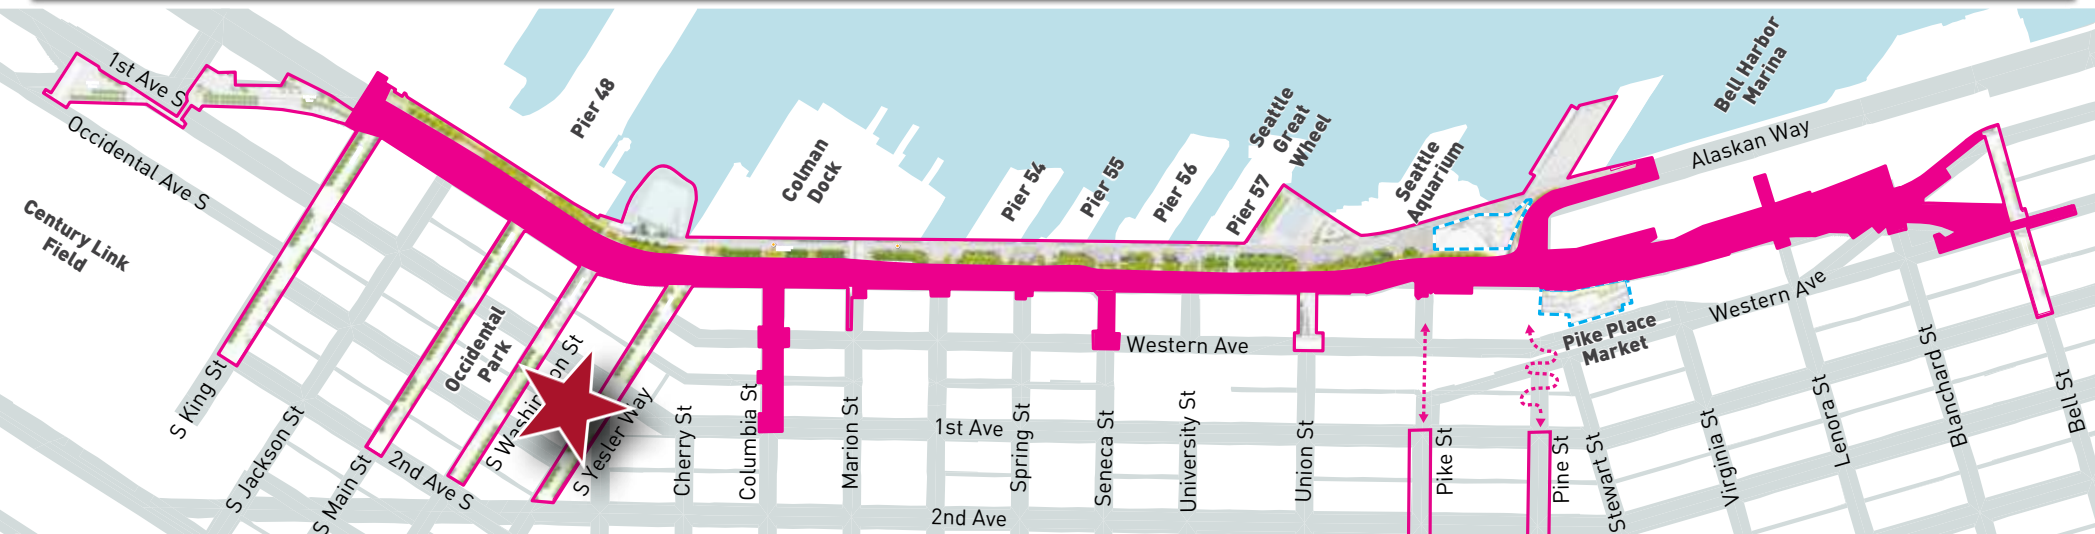 1st Ave S
Occidental Ave S
Century Link
Field
S King St
S Jackson St
S Main St
Occidental
Park
2nd Ave S
S Yesler Way
Pier 48
Colman
Dock
Pier 54
Pier 55
Pier 56
Pier 57
Seattle
Great
Wheel
Seattle
Aquarium
Bell Harbor
Marina
Alaskan Way
Western Ave
Pike Place
Market
Western Ave
Cherry St
Columbia St
Marion St
1st Ave
2nd Ave
Spring St
Seneca St
University St
Union St
Pike St
Pine St
Stewart St
Virginia St
Lenora St
Blanchard St
Bell St